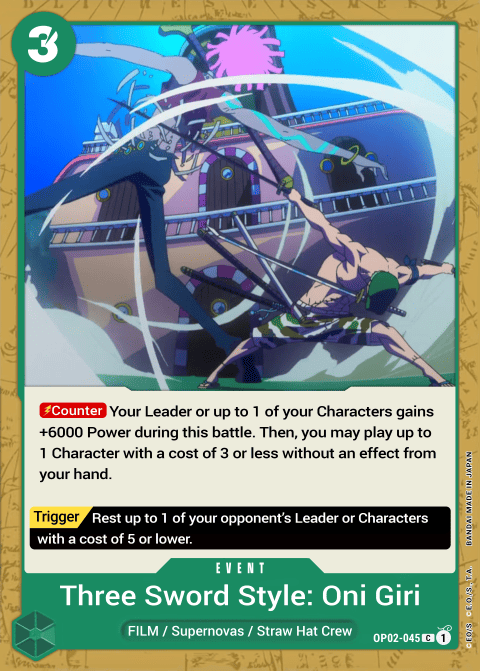 3
Counter Your Leader or up to 1 of your Characters gains
+6000 Power during this battle. Then, you may play up to
1 Character with a cost of 3 or less without an effect from
your hand.
Trigger Rest up to 1 of your opponent's Leader or Characters
with a cost of 5 or lower.
EVENT
Three Sword Style: Oni Giri
FILM / Supernovas / Straw Hat Crew
OP02-045 C 1
©E.O./S. ©E.O./S., T.A. BANDAI MADE IN JAPAN